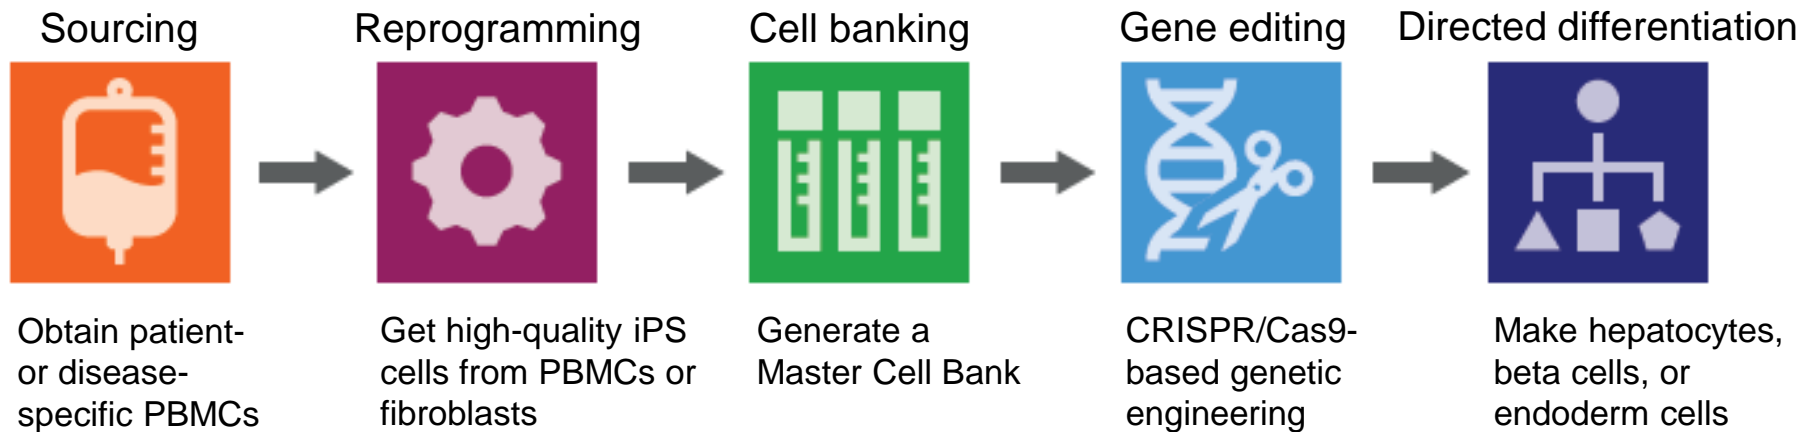 Sourcing
Reprogramming
Cell banking
Gene editing
Directed differentiation
Obtain patient-
or disease-
specific PBMCs
Get high-quality iPS
cells from PBMCs or
fibroblasts
Generate a
Master Cell Bank
CRISPR/Cas9-
based genetic
engineering
Make hepatocytes,
beta cells, or
endoderm cells